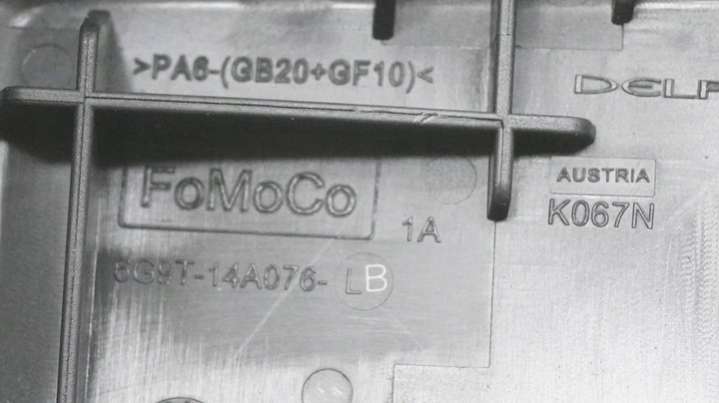 >PA6-(GB20+GF10)<
DELP
FoMoCo
AUSTRIA
K067N
1A
6G9T-14A076- LB